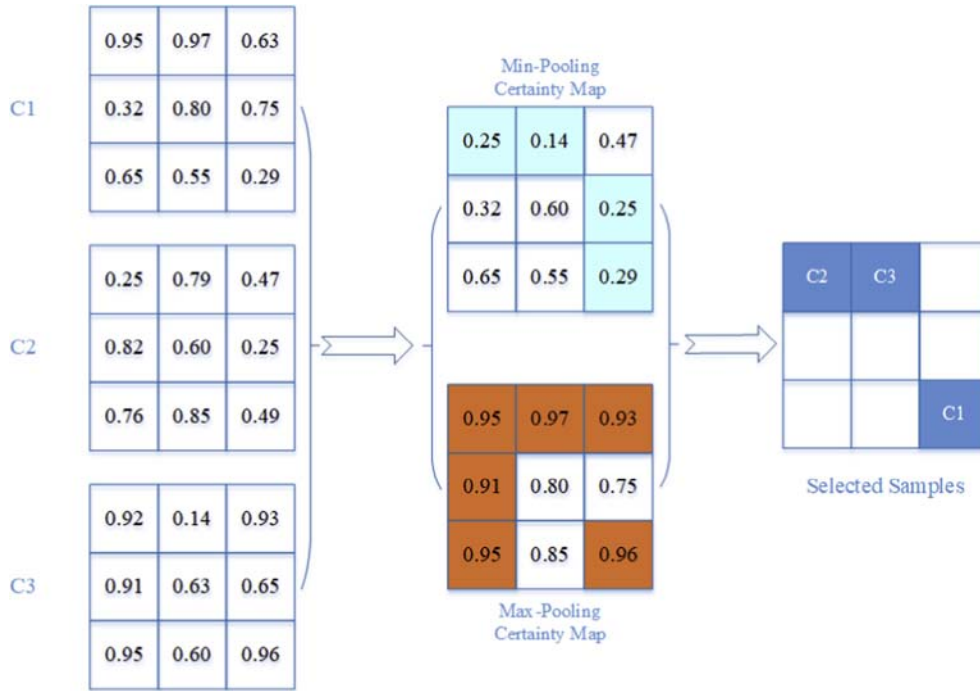 C1
0.95 0.97 0.63
0.32 0.80 0.75
0.65 0.55 0.29
C2
0.25 0.79 0.47
0.82 0.60 0.25
0.76 0.85 0.49
C3
0.92 0.14 0.93
0.91 0.63 0.65
0.95 0.60 0.96
Min-Pooling
Certainty Map
0.25 0.14 0.47
0.32 0.60 0.25
0.65 0.55 0.29
0.95 0.97 0.93
0.91 0.80 0.75
0.95 0.85 0.96
Max-Pooling
Certainty Map
C2 C3
C1
Selected Samples